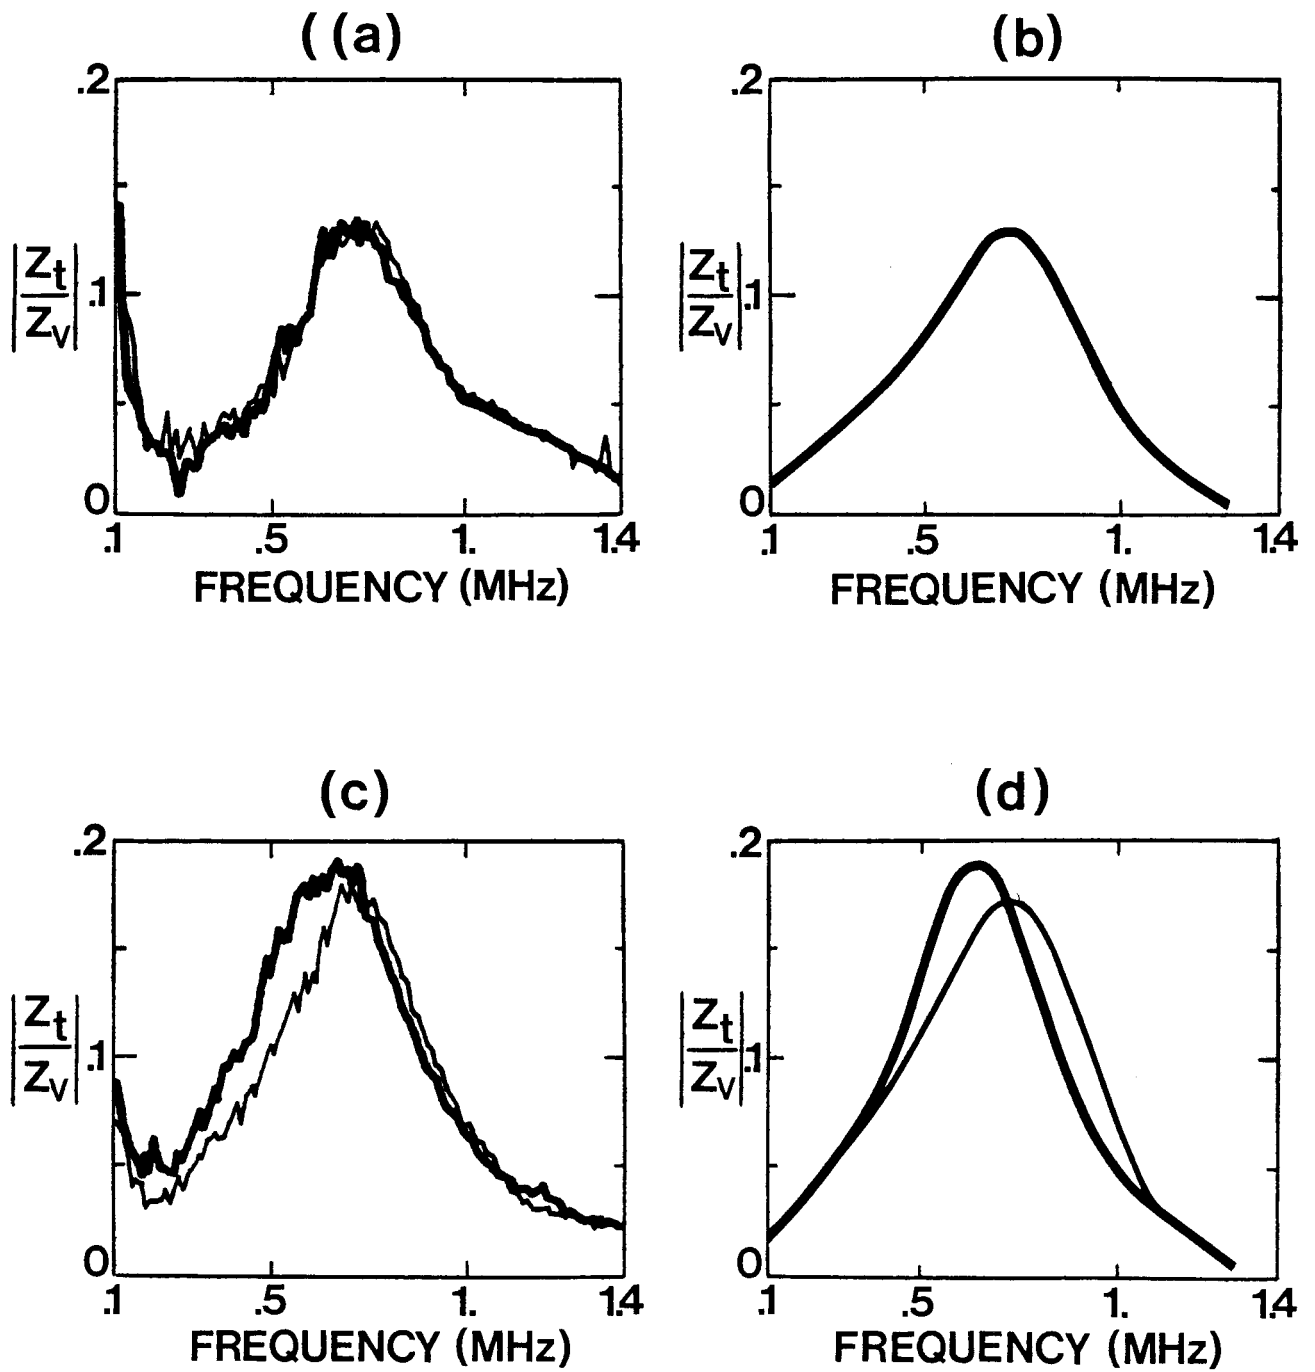 ( (a)
.2
|Zt/Zv|
.1
0
.1 .5 1. 1.4
FREQUENCY (MHz)
(b)
.2
|Zt/Zv|
.1
0
.1 .5 1. 1.4
FREQUENCY (MHz)
(c)
.2
|Zt/Zv|
.1
0
.1 .5 1. 1.4
FREQUENCY (MHz)
(d)
.2
|Zt/Zv|
.1
0
.1 .5 1. 1.4
FREQUENCY (MHz)